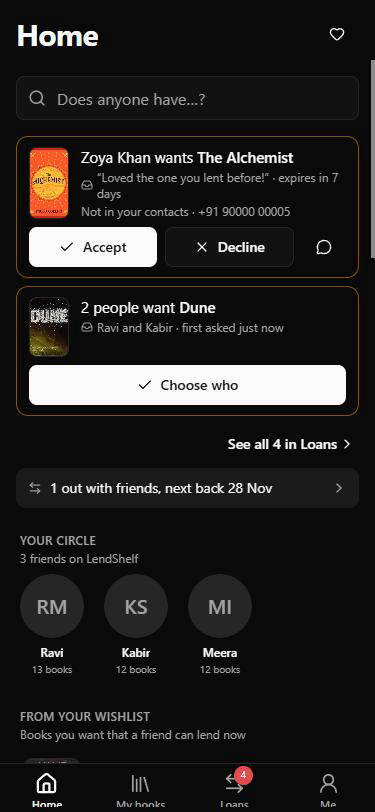 Home
Does anyone have...?
Zoya Khan wants The Alchemist
"Loved the one you lent before!" · expires in 7
days
Not in your contacts · +91 90000 00005
Accept
Decline
2 people want Dune
Ravi and Kabir · first asked just now
Choose who
See all 4 in Loans
1 out with friends, next back 28 Nov
YOUR CIRCLE
3 friends on LendShelf
RM
KS
MI
Ravi
Kabir
Meera
13 books
12 books
12 books
FROM YOUR WISHLIST
Books you want that a friend can lend now
4
Home
My books
Loans
Me